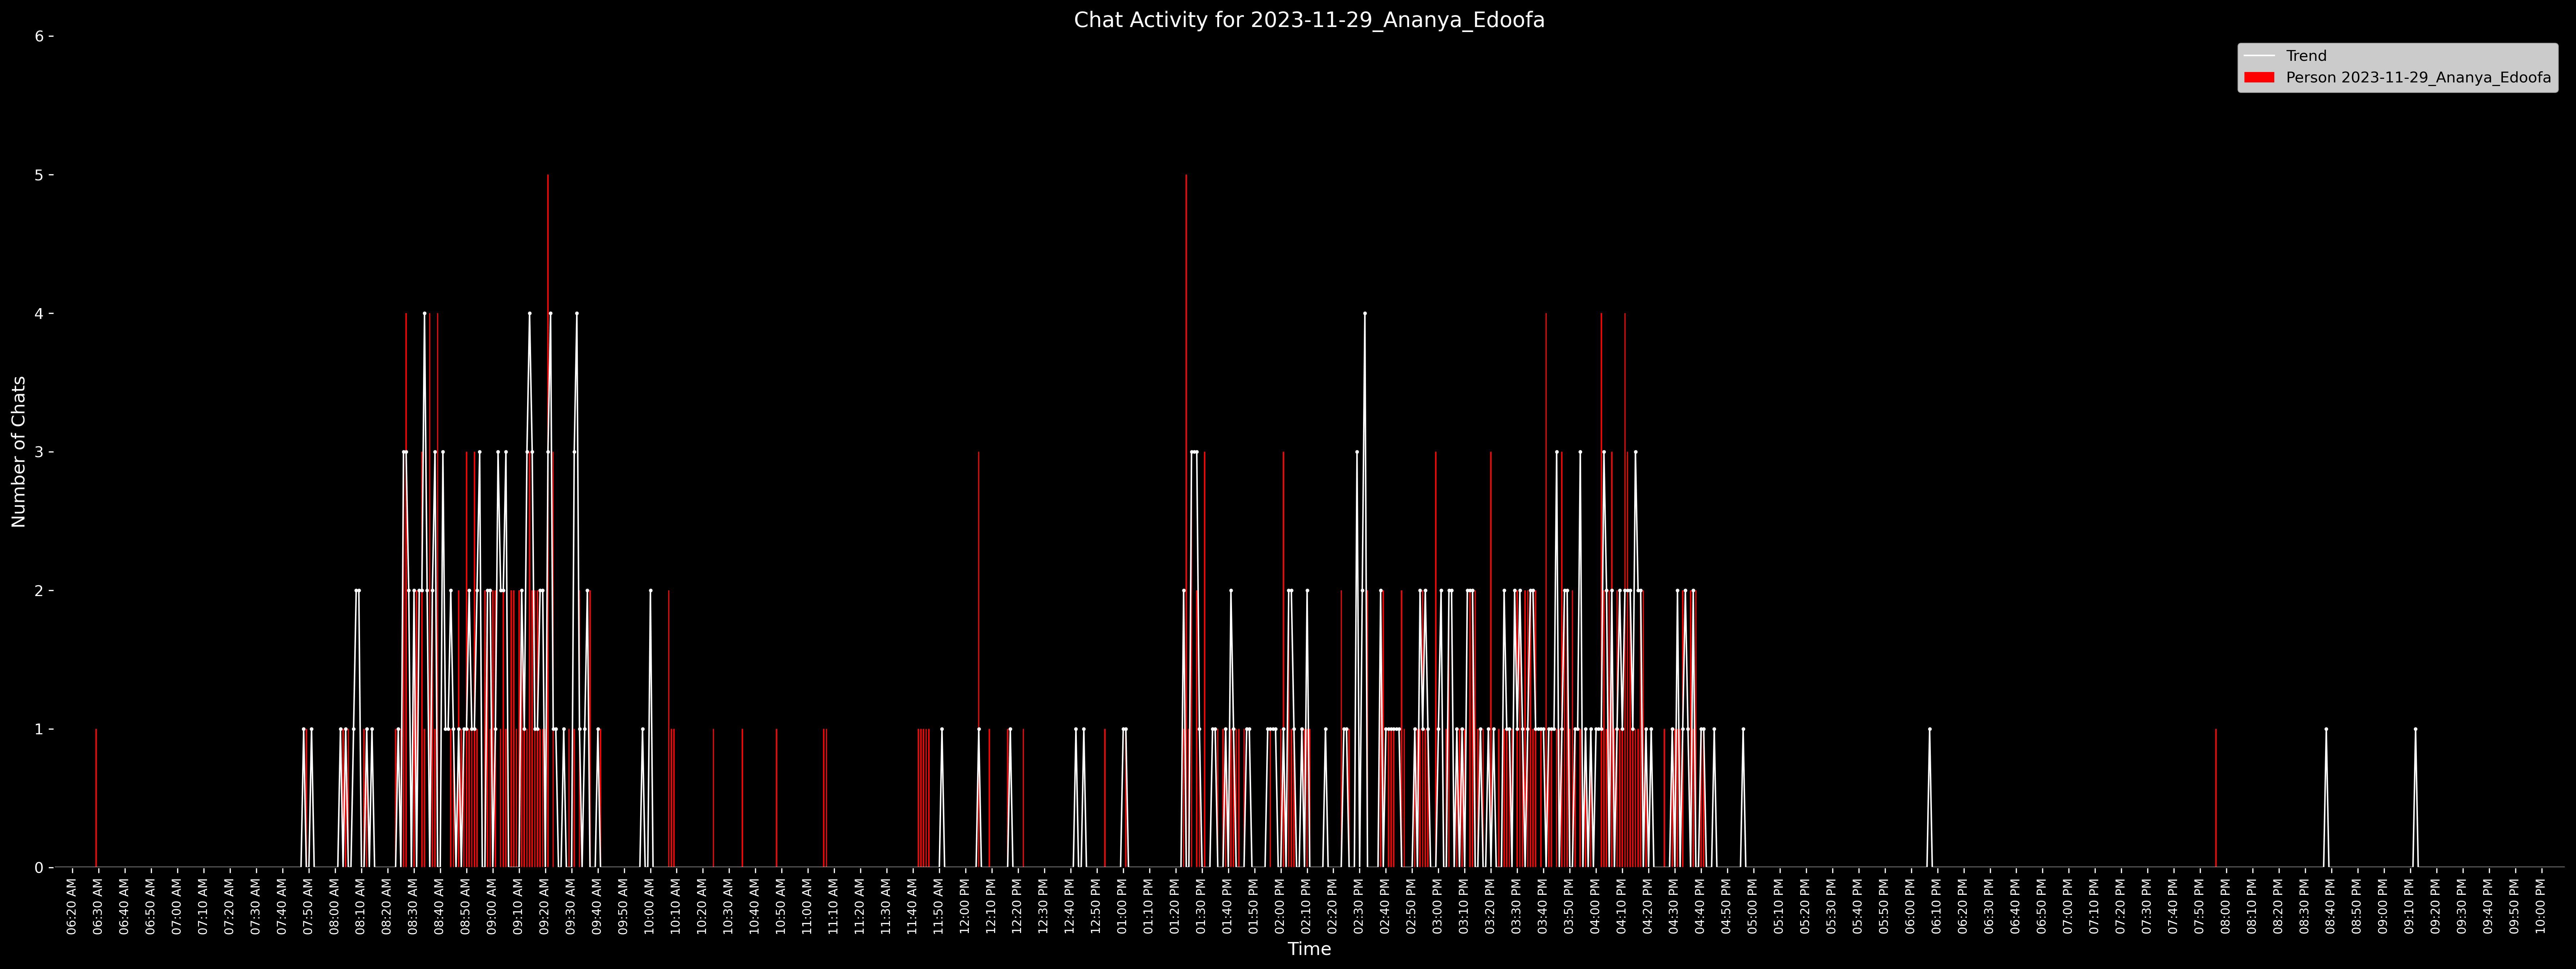 Chat Activity for 2023-11-29_Ananya_Edoofa
Trend
Person 2023-11-29_Ananya_Edoofa
Number of Chats
6
5
4
3
2
1
0
06:20 AM
06:30 AM
06:40 AM
06:50 AM
07:00 AM
07:10 AM
07:20 AM
07:30 AM
07:40 AM
07:50 AM
08:00 AM
08:10 AM
08:20 AM
08:30 AM
08:40 AM
08:50 AM
09:00 AM
09:10 AM
09:20 AM
09:30 AM
09:40 AM
09:50 AM
10:00 AM
10:10 AM
10:20 AM
10:30 AM
10:40 AM
10:50 AM
11:00 AM
11:10 AM
11:20 AM
11:30 AM
11:40 AM
11:50 AM
12:00 PM
12:10 PM
12:20 PM
12:30 PM
12:40 PM
12:50 PM
01:00 PM
01:10 PM
01:20 PM
01:30 PM
01:40 PM
01:50 PM
02:00 PM
02:10 PM
02:20 PM
02:30 PM
02:40 PM
02:50 PM
03:00 PM
03:10 PM
03:20 PM
03:30 PM
03:40 PM
03:50 PM
04:00 PM
04:10 PM
04:20 PM
04:30 PM
04:40 PM
04:50 PM
05:00 PM
05:10 PM
05:20 PM
05:30 PM
05:40 PM
05:50 PM
06:00 PM
06:10 PM
06:20 PM
06:30 PM
06:40 PM
06:50 PM
07:00 PM
07:10 PM
07:20 PM
07:30 PM
07:40 PM
07:50 PM
08:00 PM
08:10 PM
08:20 PM
08:30 PM
08:40 PM
08:50 PM
09:00 PM
09:10 PM
09:20 PM
09:30 PM
09:40 PM
09:50 PM
10:00 PM
Time